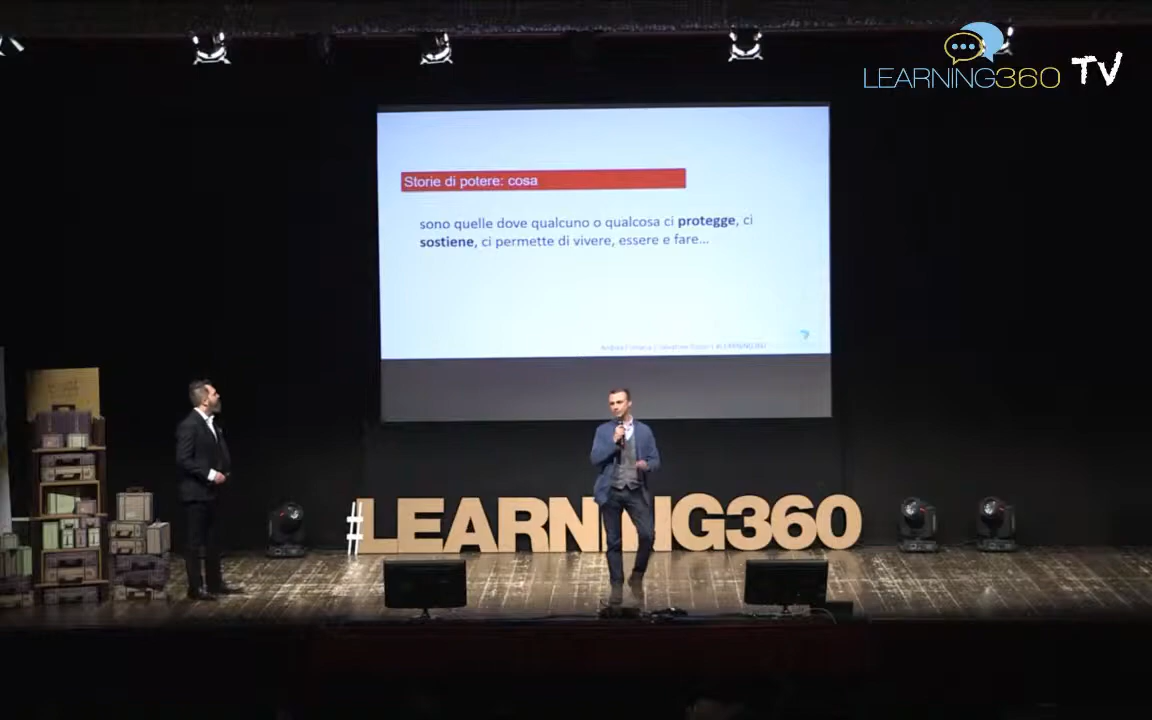 LEARNING360 TV
Storie di potere: cosa
sono quelle dove qualcuno o qualcosa ci protegge, ci
sostiene, ci permette di vivere, essere e fare...
#LEARNING360